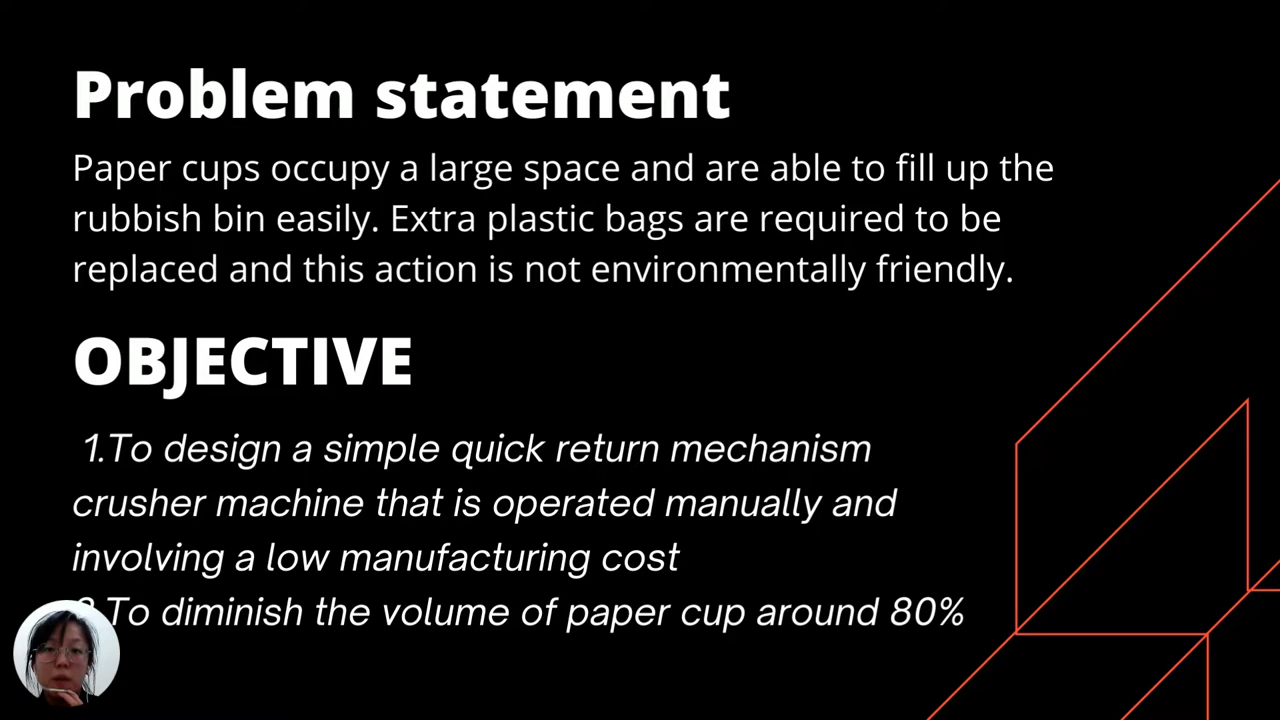 Problem statement
Paper cups occupy a large space and are able to fill up the
rubbish bin easily. Extra plastic bags are required to be
replaced and this action is not environmentally friendly.
OBJECTIVE
1.To design a simple quick return mechanism
crusher machine that is operated manually and
involving a low manufacturing cost
To diminish the volume of paper cup around 80%